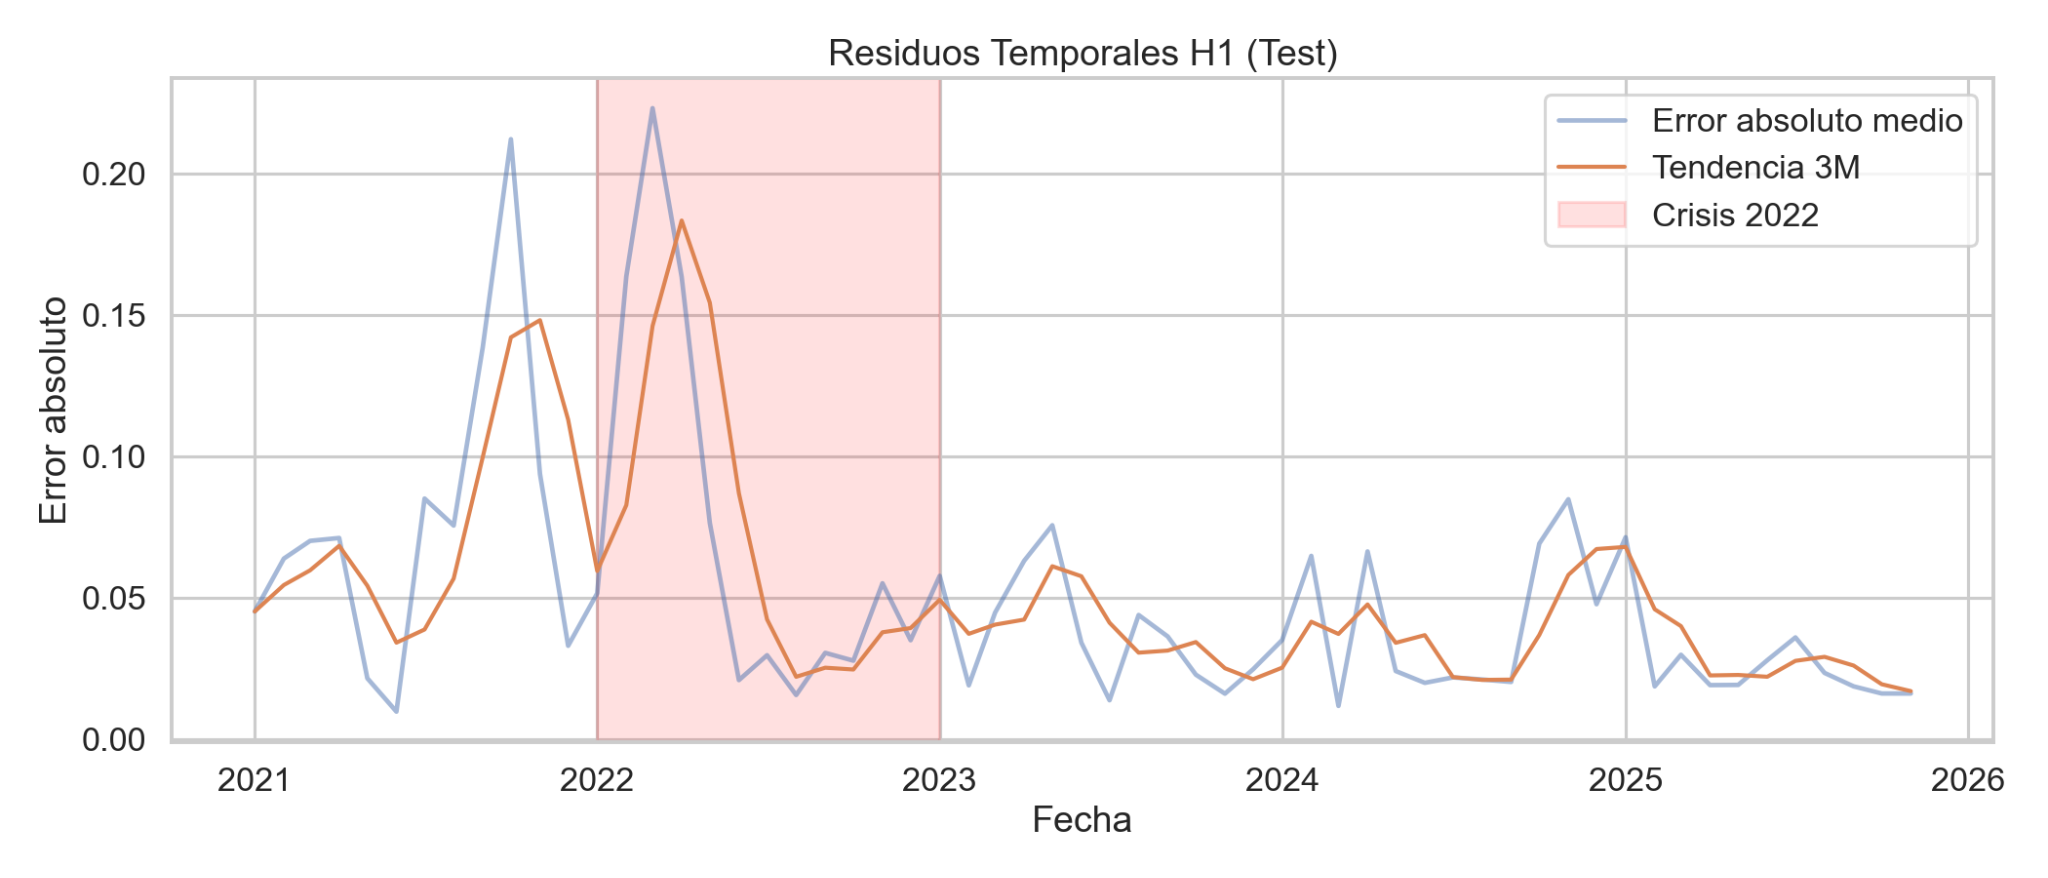 Residuos Temporales H1 (Test)
Error absoluto medio
Tendencia 3M
Crisis 2022
Error absoluto
0.20
0.15
0.10
0.05
0.00
2021 2022 2023 2024 2025 2026
Fecha